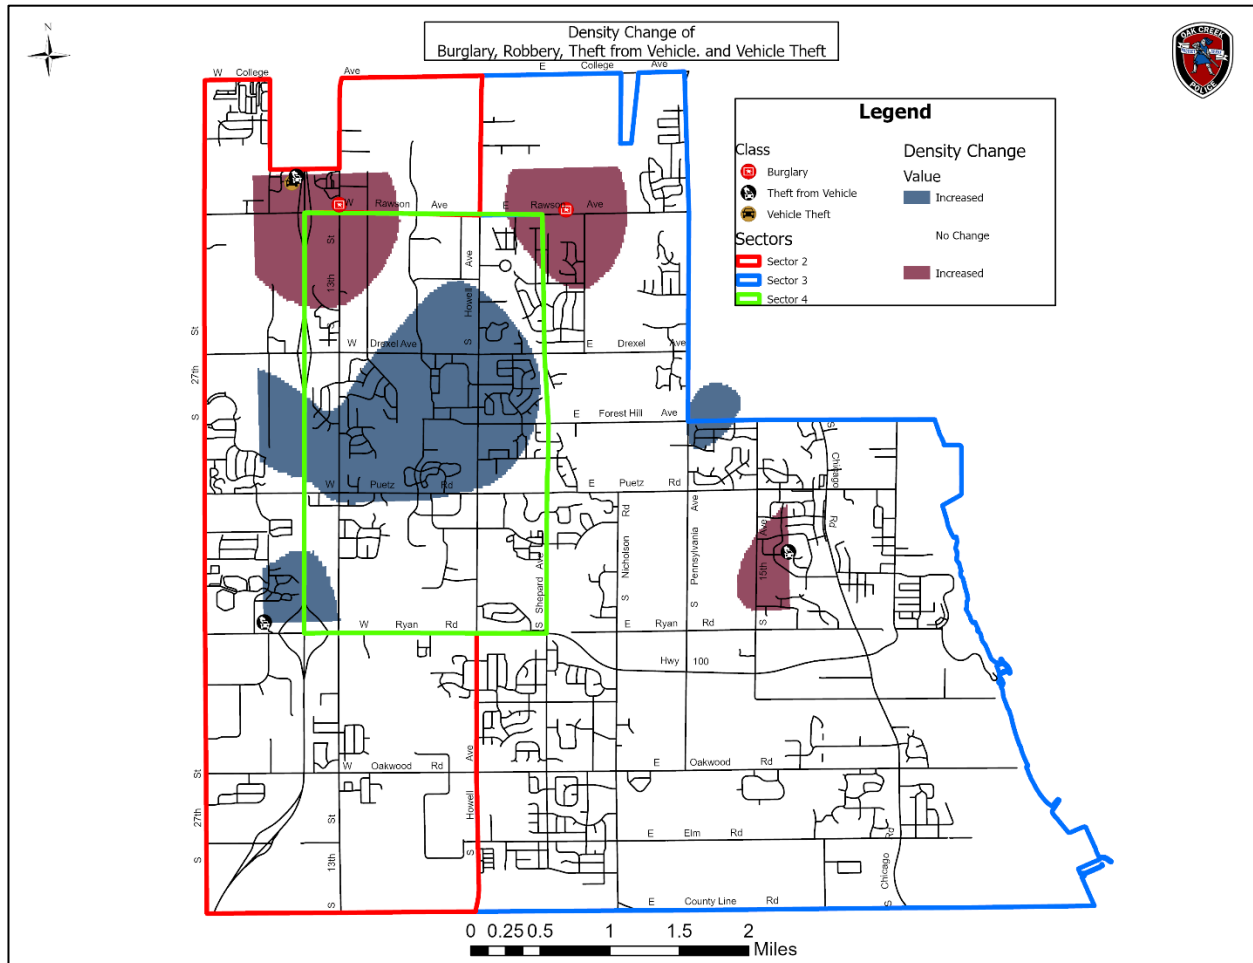 N
Density Change of
Burglary, Robbery, Theft from Vehicle. and Vehicle Theft
OAK CREEK
POLICE
W College Ave
E College Ave
Legend
Class
Burglary
Theft from Vehicle
Vehicle Theft
Sectors
Sector 2
Sector 3
Sector 4
Density Change
Value
Increased
No Change
Increased
W Rawson Ave
E Rawson Ave
S 27th St
13th St
S Howell Ave
W Drexel Ave
E Drexel Ave
E Forest Hill Ave
W Puetz Rd
E Puetz Rd
S Chicago Rd
S Shepard Ave
S Nicholson Rd
S Pennsylvania Ave
S 15th Ave
W Ryan Rd
E Ryan Rd
Hwy 100
W Oakwood Rd
E Oakwood Rd
S 27th St
S 13th St
S Howell Ave
E Elm Rd
S Chicago Rd
E County Line Rd
0 0.25 0.5 1 1.5 2
Miles